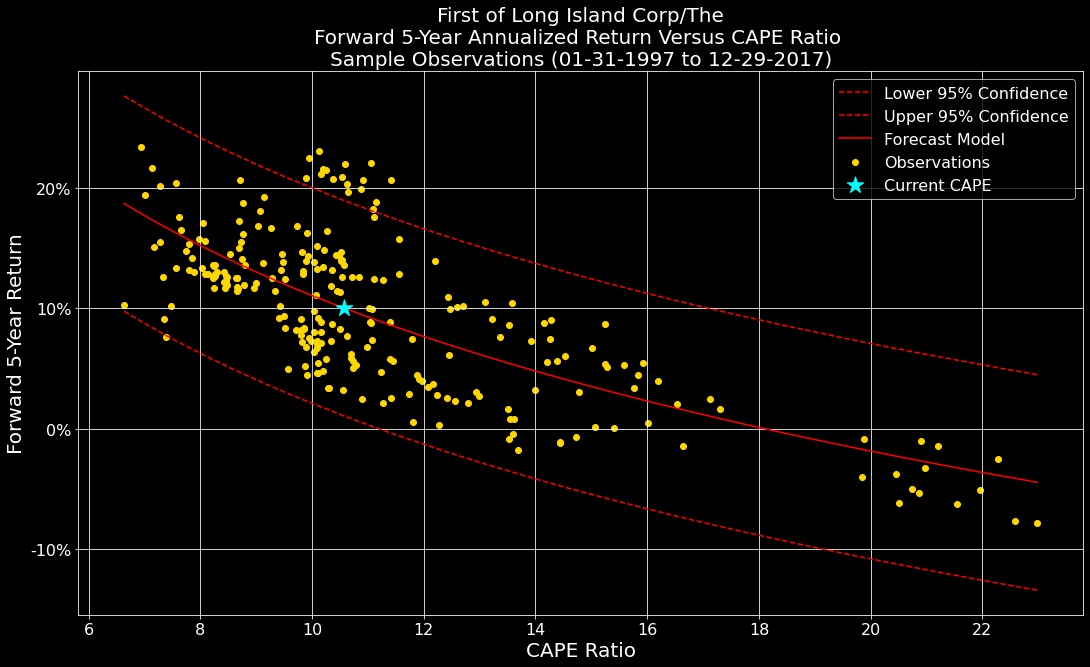 First of Long Island Corp/The
Forward 5-Year Annualized Return Versus CAPE Ratio
Sample Observations (01-31-1997 to 12-29-2017)
Lower 95% Confidence
Upper 95% Confidence
Forecast Model
Observations
Current CAPE
Forward 5-Year Return
20%
10%
0%
-10%
6 8 10 12 14 16 18 20 22
CAPE Ratio